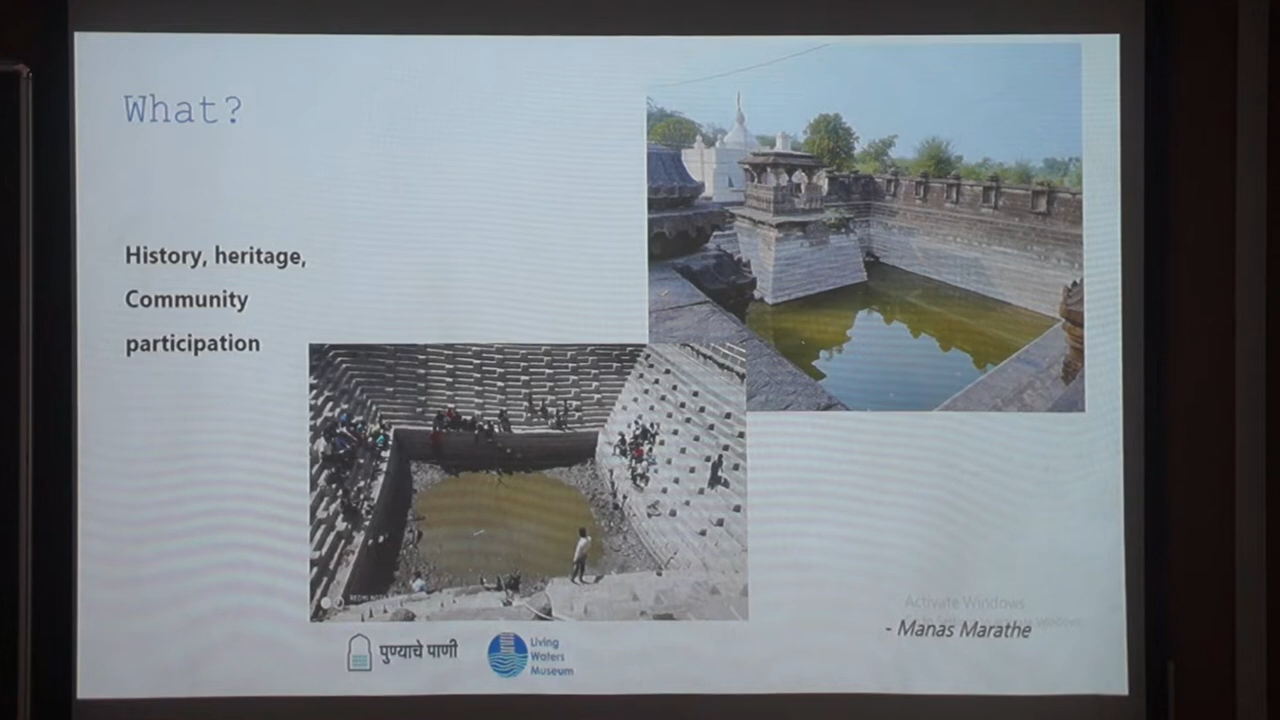 What?
History, heritage,
Community
participation
पुण्याचे पाणी
Living
Waters
Museum
Activate Windows
- Manas Marathe